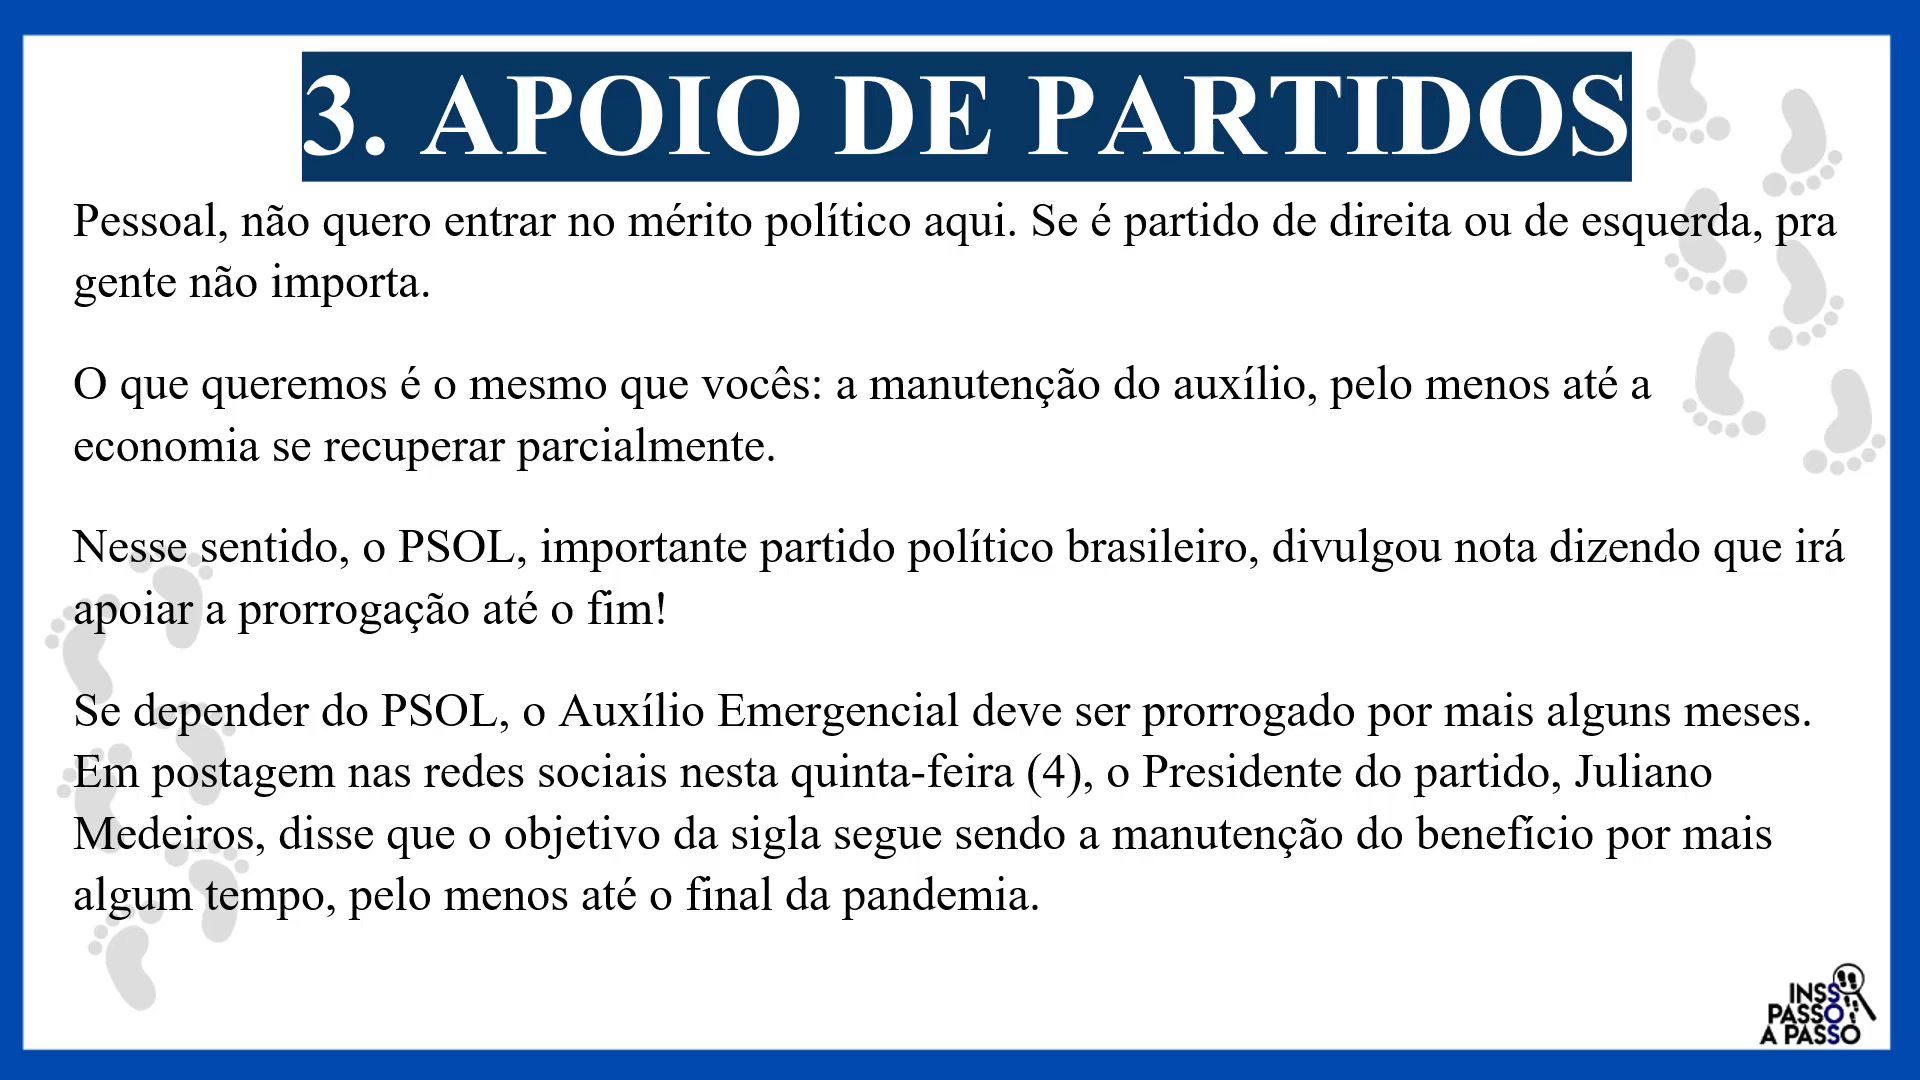 3. APOIO DE PARTIDOS
Pessoal, não quero entrar no mérito político aqui. Se é partido de direita ou de esquerda, pra
gente não importa.
O que queremos é o mesmo que vocês: a manutenção do auxílio, pelo menos até a
economia se recuperar parcialmente.
Nesse sentido, o PSOL, importante partido político brasileiro, divulgou nota dizendo que irá
apoiar a prorrogação até o fim!
Se depender do PSOL, o Auxílio Emergencial deve ser prorrogado por mais alguns meses.
Em postagem nas redes sociais nesta quinta-feira (4), o Presidente do partido, Juliano
Medeiros, disse que o objetivo da sigla segue sendo a manutenção do benefício por mais
algum tempo, pelo menos até o final da pandemia.
INSS
PASSO
A PASSO